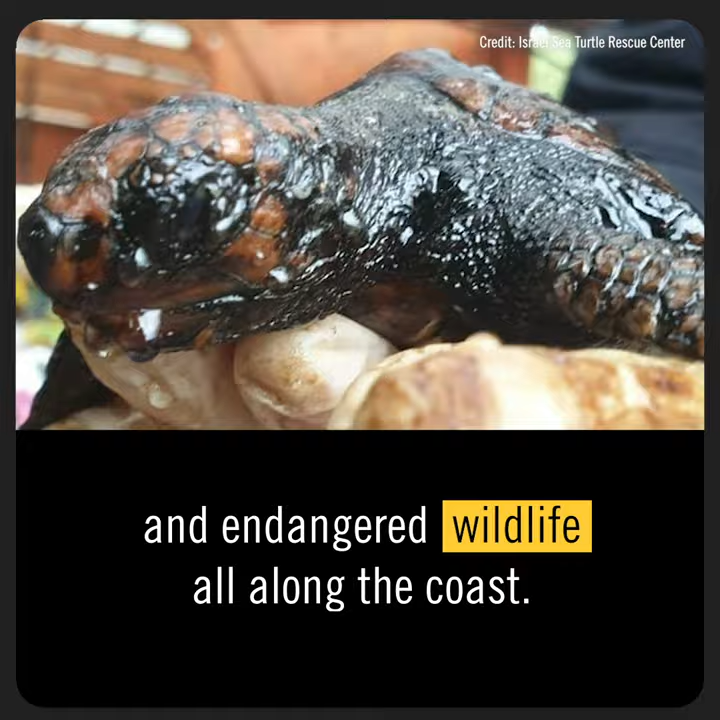 Credit: Israel Sea Turtle Rescue Center
and endangered wildlife
all along the coast.